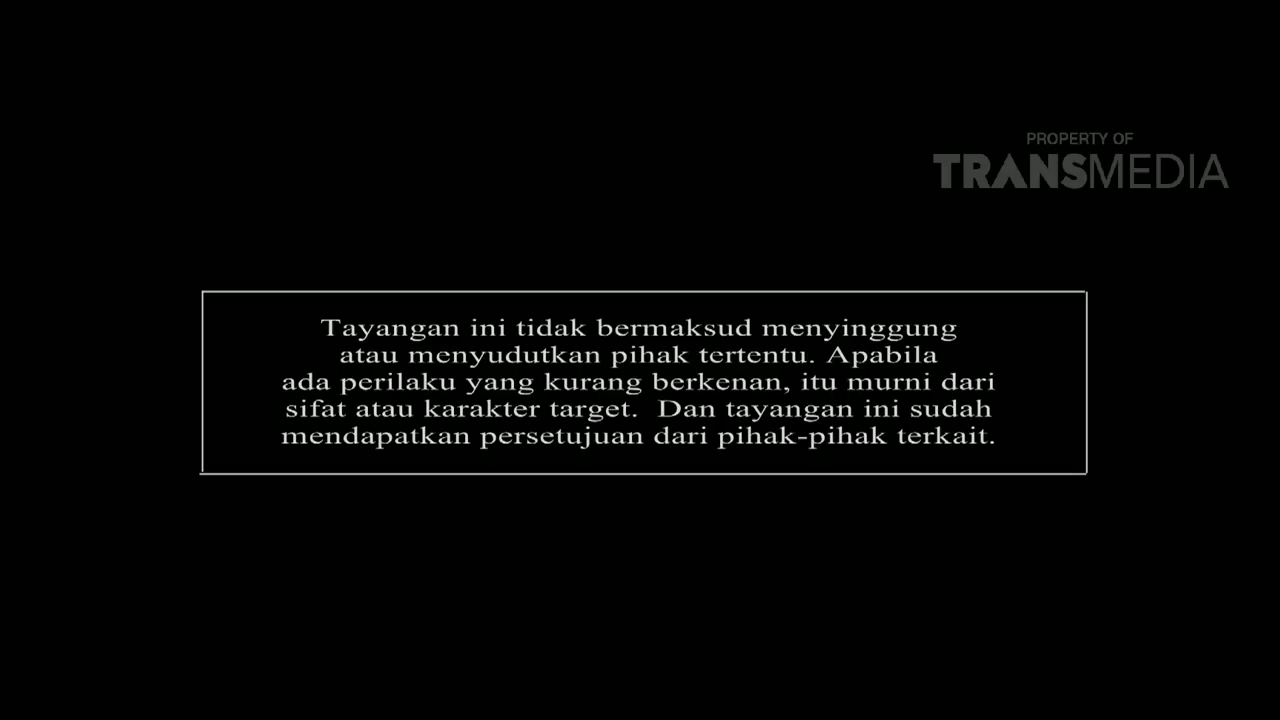 PROPERTY OF
TRANSMEDIA
Tayangan ini tidak bermaksud menyinggung
atau menyudutkan pihak tertentu. Apabila
ada perilaku yang kurang berkenan, itu murni dari
sifat atau karakter target.  Dan tayangan ini sudah
mendapatkan persetujuan dari pihak-pihak terkait.